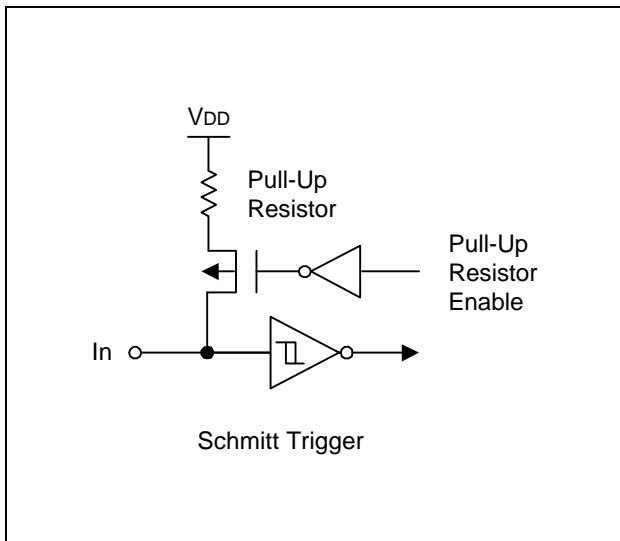 VDD
Pull-Up
Resistor
Pull-Up
Resistor
Enable
In
Schmitt Trigger